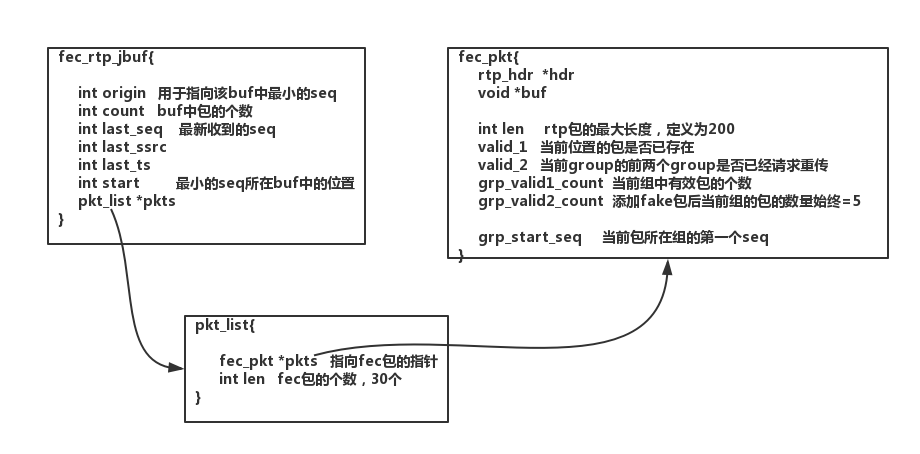 fec_rtp_jbuf{
int origin 用于指向该buf中最小的seq
int count buf中包的个数
int last_seq 最新收到的seq
int last_ssrc
int last_ts
int start 最小的seq所在buf中的位置
pkt_list *pkts
}
fec_pkt{
rtp_hdr *hdr
void *buf
int len rtp包的最大长度，定义为200
valid_1 当前位置的包是否已存在
valid_2 当前group的前两个group是否已经请求重传
grp_valid1_count 当前组中有效包的个数
grp_valid2_count 添加fake包后当前组的包的数量始终=5
grp_start_seq 当前包所在组的第一个seq
}
pkt_list{
fec_pkt *pkts 指向fec包的指针
int len fec包的个数，30个
}